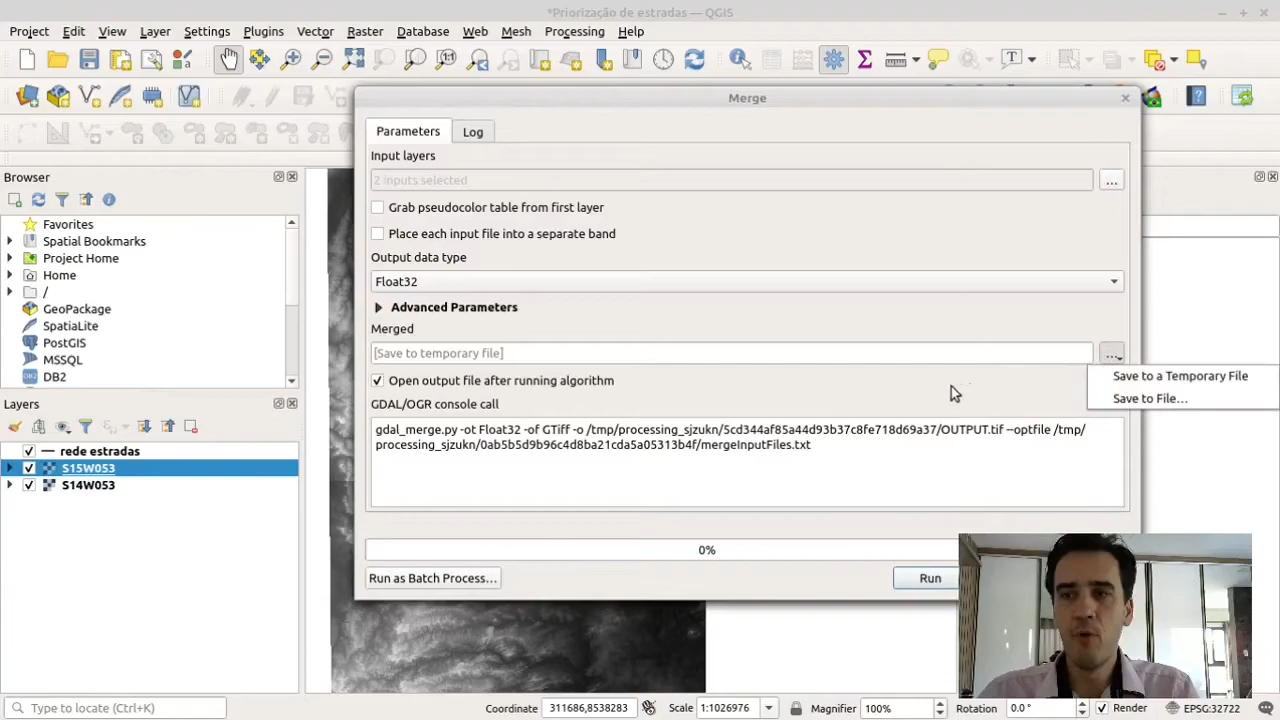 *Priorização de estradas — QGIS
Project Edit View Layer Settings Plugins Vector Raster Database Web Mesh Processing Help
Merge
Parameters Log
Input layers
2 inputs selected
...
Grab pseudocolor table from first layer
Place each input file into a separate band
Output data type
Float32
Advanced Parameters
Merged
[Save to temporary file]
...
Save to a Temporary File
Save to File...
Open output file after running algorithm
GDAL/OGR console call
gdal_merge.py -ot Float32 -of GTiff -o /tmp/processing_sjzukn/5cd344af85a44d93b37c8fe718d69a37/OUTPUT.tif --optfile /tmp/
processing_sjzukn/0ab5b5d9b96c4d8ba21cda5a05313b4f/mergeInputFiles.txt
0%
Run as Batch Process...
Run
Browser
Favorites
Spatial Bookmarks
Project Home
Home
/
GeoPackage
SpatiaLite
PostGIS
MSSQL
DB2
Layers
rede estradas
S15W053
S14W053
Type to locate (Ctrl+K)
Coordinate 311686,8538283 Scale 1:1026976 Magnifier 100% Rotation 0.0 ° Render EPSG:32722